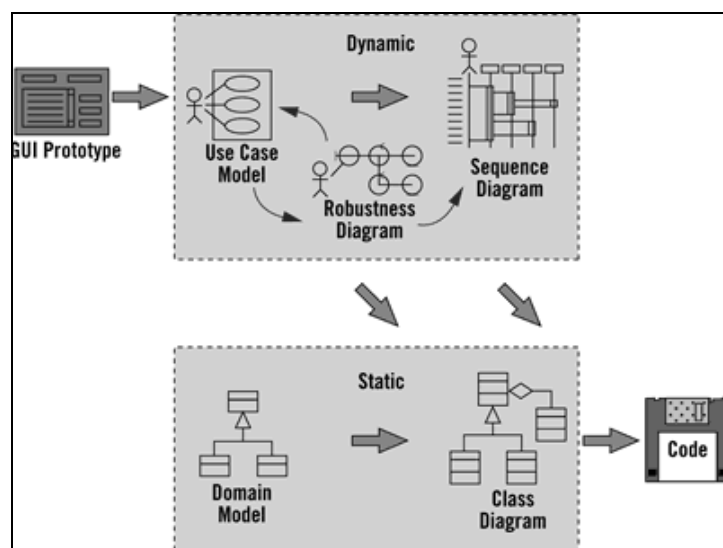 Dynamic
GUI Prototype
Use Case
Model
Robustness
Diagram
Sequence
Diagram
Static
Domain
Model
Class
Diagram
Code